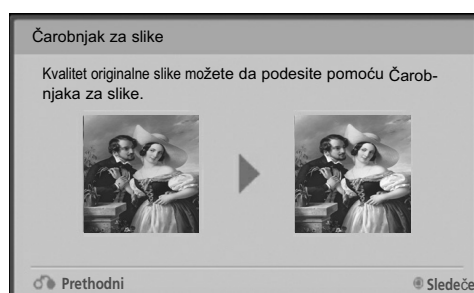 Čarobnjak za slike
Kvalitet originalne slike možete da podesite pomoću Čarob-
njaka za slike.
Prethodni
Sledeće